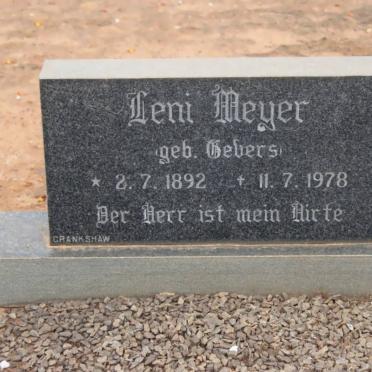 Leni Meyer
(geb. Gevers)
* 2.7.1892 + 11.7.1978
Der Herr ist mein Hirte
CRANKSHAW